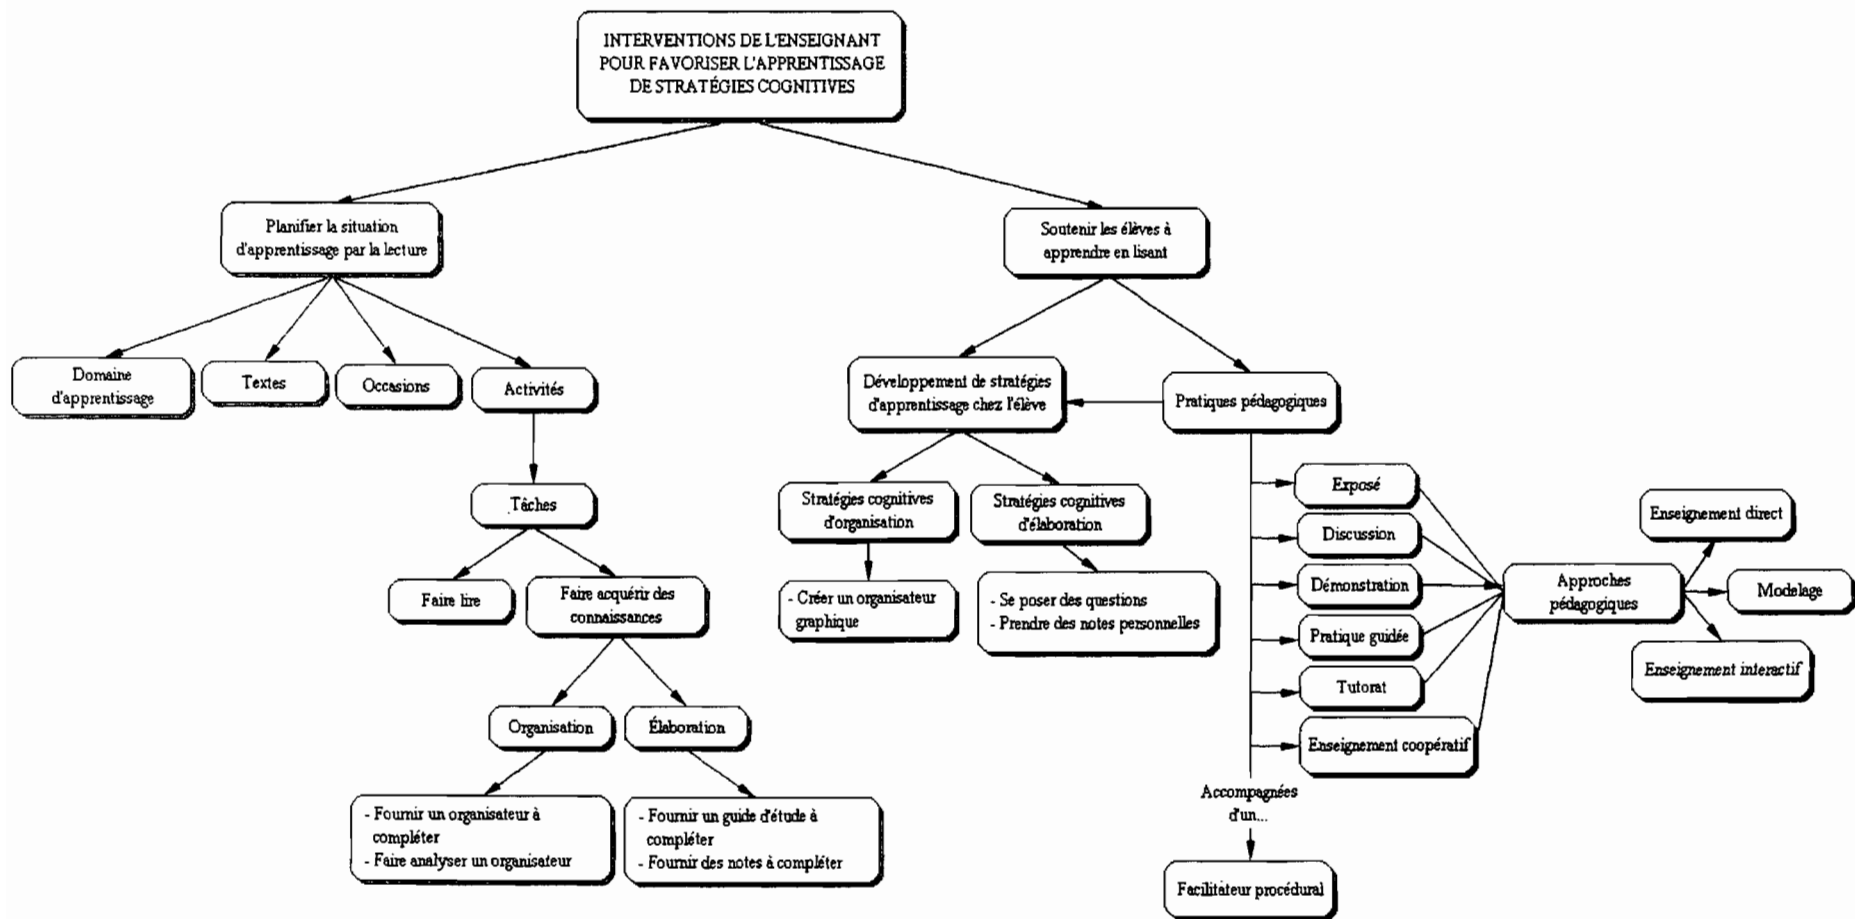 INTERVENTIONS DE L'ENSEIGNANT
POUR FAVORISER L'APPRENTISSAGE
DE STRATÉGIES COGNITIVES
Planifier la situation
d'apprentissage par la lecture
Soutenir les élèves à
apprendre en lisant
Domaine
d'apprentissage
Textes
Occasions
Activités
Développement de stratégies
d'apprentissage chez l'élève
Pratiques pédagogiques
Tâches
Faire lire
Faire acquérir des
connaissances
Organisation
Élaboration
- Fournir un organisateur à
compléter
- Faire analyser un organisateur
- Fournir un guide d'étude à
compléter
- Fournir des notes à compléter
Stratégies cognitives
d'organisation
Stratégies cognitives
d'élaboration
- Créer un organisateur
graphique
- Se poser des questions
- Prendre des notes personnelles
Exposé
Discussion
Démonstration
Pratique guidée
Tutorat
Enseignement coopératif
Accompagnées
d'un...
Facilitateur procédural
Approches
pédagogiques
Enseignement direct
Modelage
Enseignement interactif